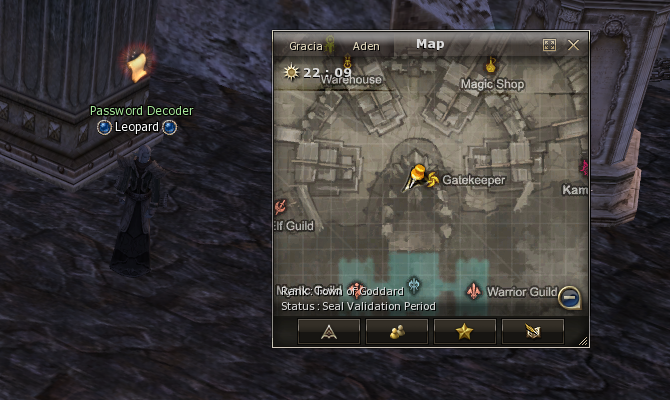 Gracia Aden Map
22 : 09
Warehouse
Magic Shop
Password Decoder
Leopard
Gatekeeper
Kam
Elf Guild
Town of Goddard
Warrior Guild
Status : Seal Validation Period